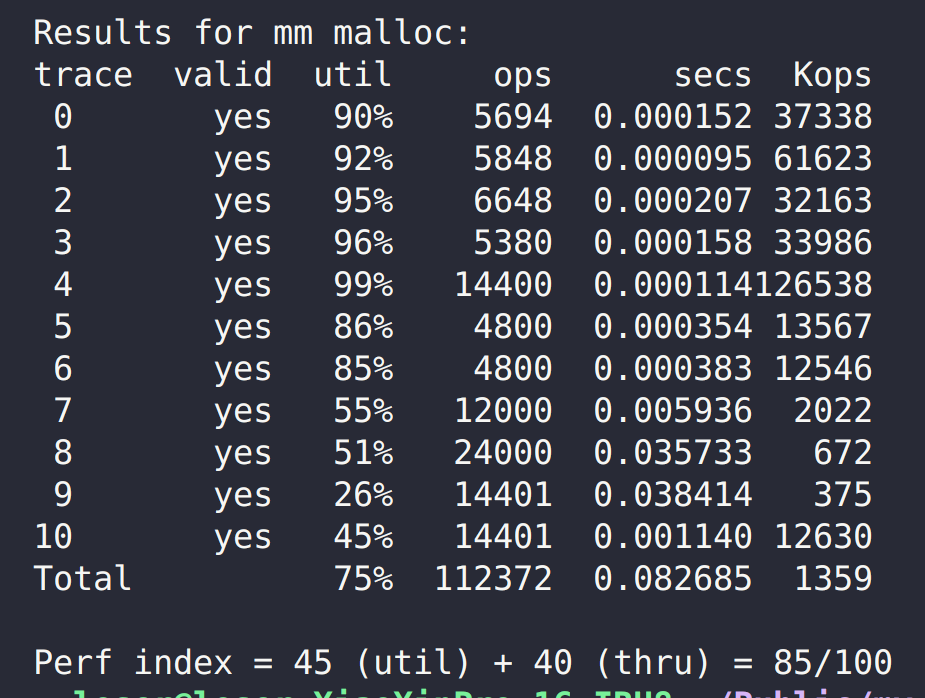 Results for mm malloc:
trace valid util ops secs Kops
0 yes 90% 5694 0.000152 37338
1 yes 92% 5848 0.000095 61623
2 yes 95% 6648 0.000207 32163
3 yes 96% 5380 0.000158 33986
4 yes 99% 14400 0.000114126538
5 yes 86% 4800 0.000354 13567
6 yes 85% 4800 0.000383 12546
7 yes 55% 12000 0.005936 2022
8 yes 51% 24000 0.035733 672
9 yes 26% 14401 0.038414 375
10 yes 45% 14401 0.001140 12630
Total 75% 112372 0.082685 1359
Perf index = 45 (util) + 40 (thru) = 85/100